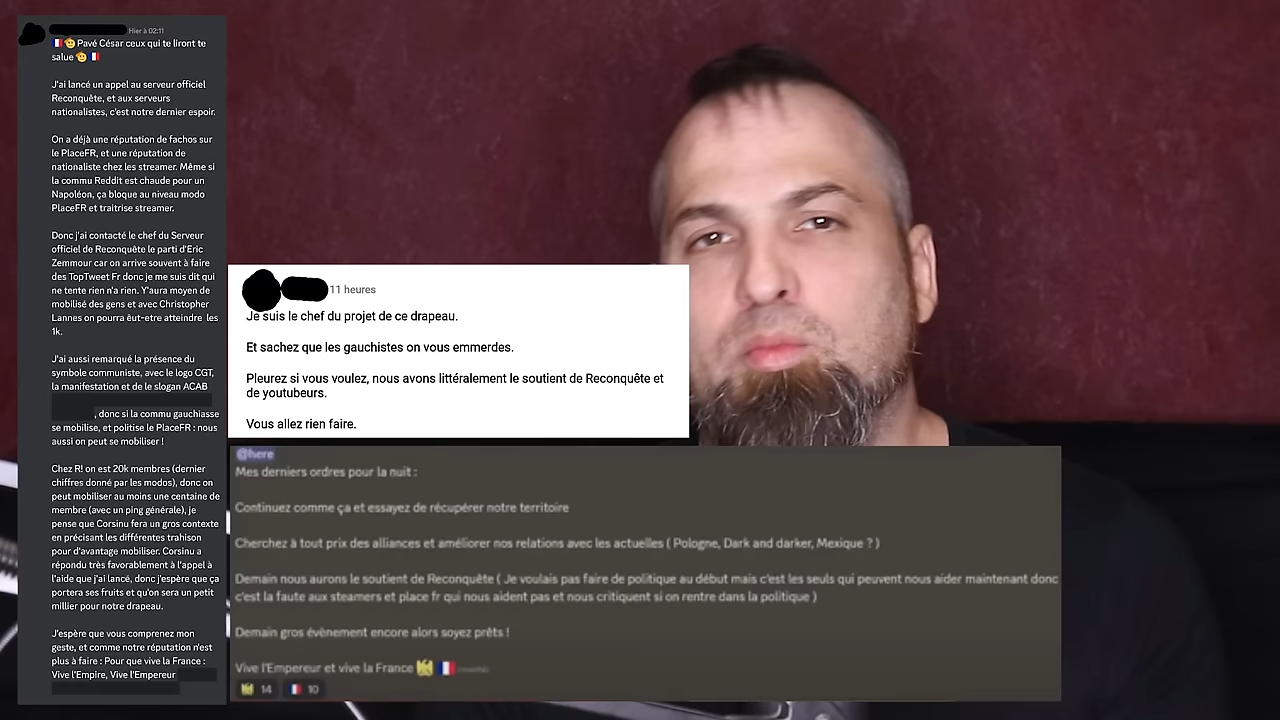 Hier à 02:11
Pavé César ceux qui te liront te
salue
J'ai lancé un appel au serveur officiel
Reconquête, et aux serveurs
nationalistes, c'est notre dernier espoir.
On a déjà une réputation de fachos sur
le PlaceFR, et une réputation de
nationaliste chez les streamer. Même si
la commu Reddit est chaude pour un
Napoléon, ça bloque au niveau modo
PlaceFR et traitrise streamer.
Donc j'ai contacté le chef du Serveur
officiel de Reconquête le parti d'Eric
Zemmour car on arrive souvent à faire
des TopTweet Fr donc je me suis dit qui
ne tente rien n'a rien. Y'aura moyen de
mobilisé des gens et avec Christopher
Lannes on pourra êut-etre atteindre les
1k.
J'ai aussi remarqué la présence du
symbole communiste, avec le logo CGT,
la manifestation et de le slogan ACAB
, donc si la commu gauchiasse
se mobilise, et politise le PlaceFR : nous
aussi on peut se mobiliser !
Chez R! on est 20k membres (dernier
chiffres donné par les modos), donc on
peut mobiliser au moins une centaine de
membre (avec un ping générale), je
pense que Corsinu fera un gros contexte
en précisant les différentes trahison
pour d'avantage mobiliser. Corsinu a
répondu très favorablement à l'appel à
l'aide que j'ai lancé, donc j'espère que ça
portera ses fruits et qu'on sera un petit
millier pour notre drapeau.
J'espère que vous comprenez mon
geste, et comme notre réputation n'est
plus à faire : Pour que vive la France :
Vive l'Empire, Vive l'Empereur
11 heures
Je suis le chef du projet de ce drapeau.
Et sachez que les gauchistes on vous emmerdes.
Pleurez si vous voulez, nous avons littéralement le soutient de Reconquête et
de youtubeurs.
Vous allez rien faire.
@here
Mes derniers ordres pour la nuit :
Continuez comme ça et essayez de récupérer notre territoire
Cherchez à tout prix des alliances et améliorer nos relations avec les actuelles ( Pologne, Dark and darker, Mexique ? )
Demain nous aurons le soutient de Reconquête ( Je voulais pas faire de politique au début mais c'est les seuls qui peuvent nous aider maintenant donc
c'est la faute aux steamers et place fr qui nous aident pas et nous critiquent si on rentre dans la politique )
Demain gros évènement encore alors soyez prêts !
Vive l'Empereur et vive la France
14 10